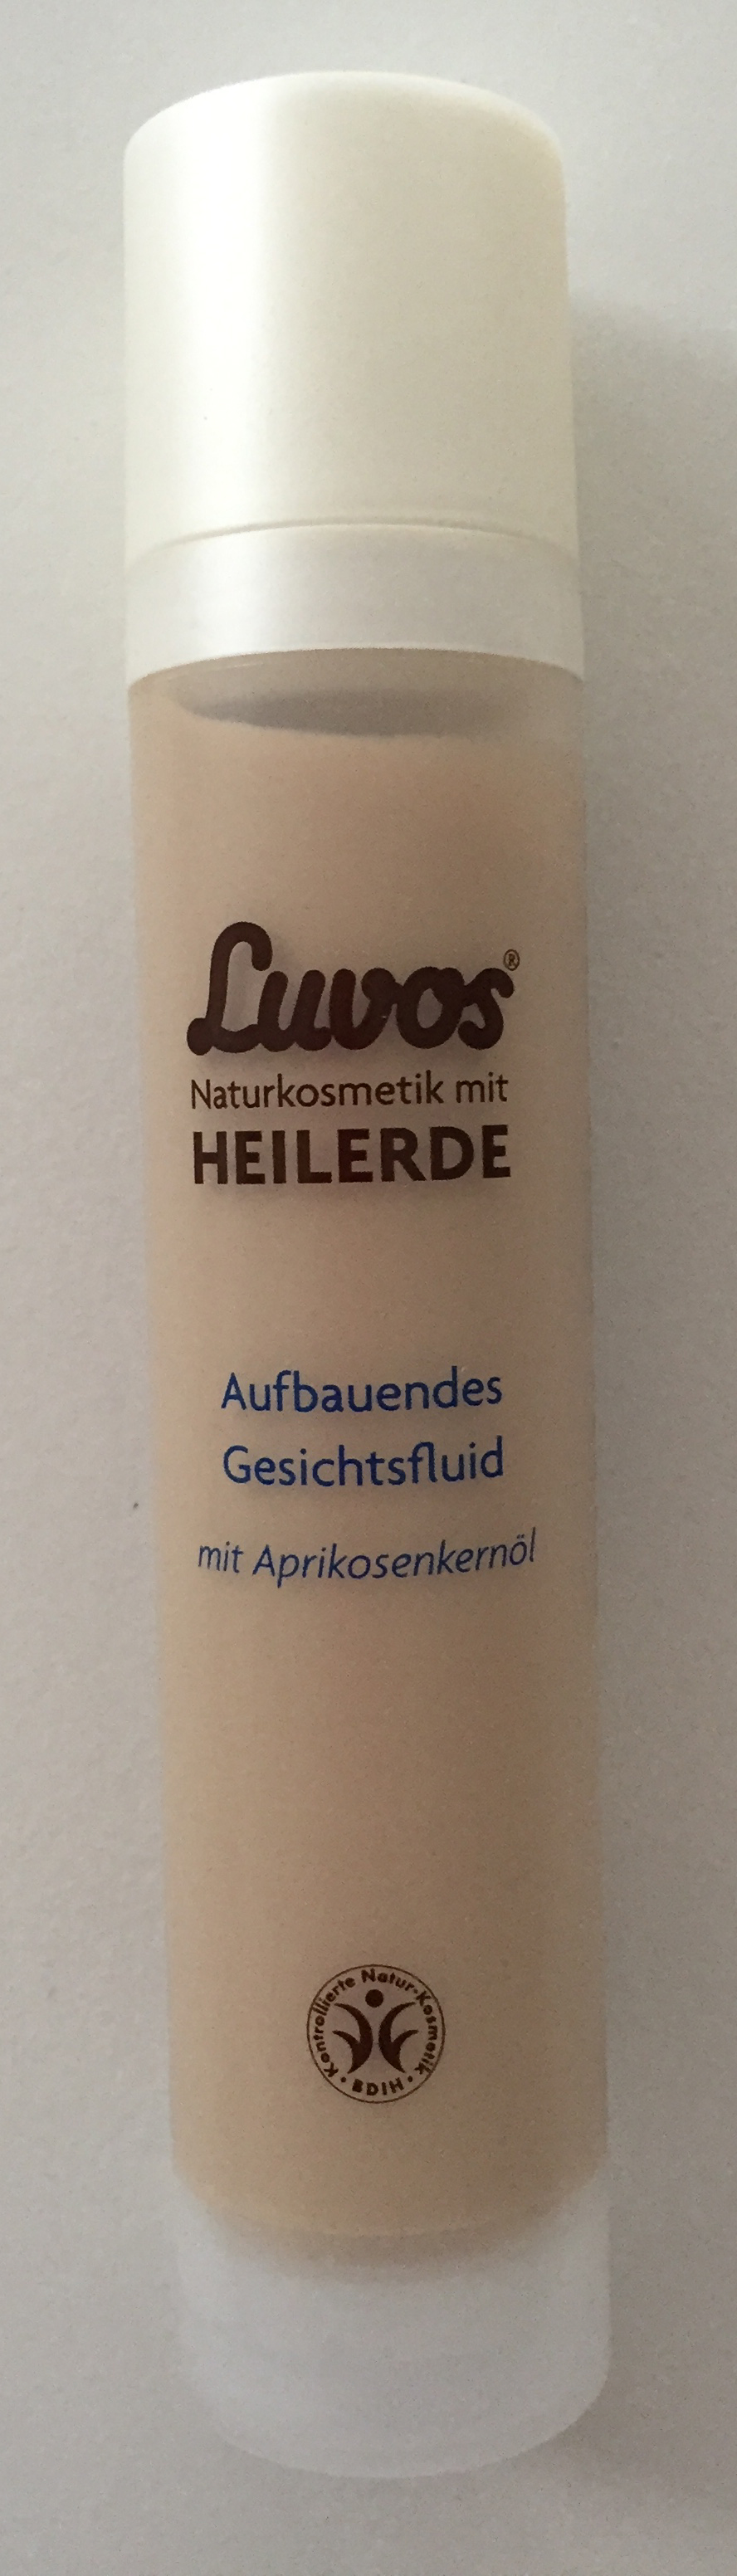 Luvos®
Naturkosmetik mit
HEILERDE
Aufbauendes
Gesichtsfluid
mit Aprikosenkernöl
Kontrollierte Natur-Kosmetik
· BDIH ·